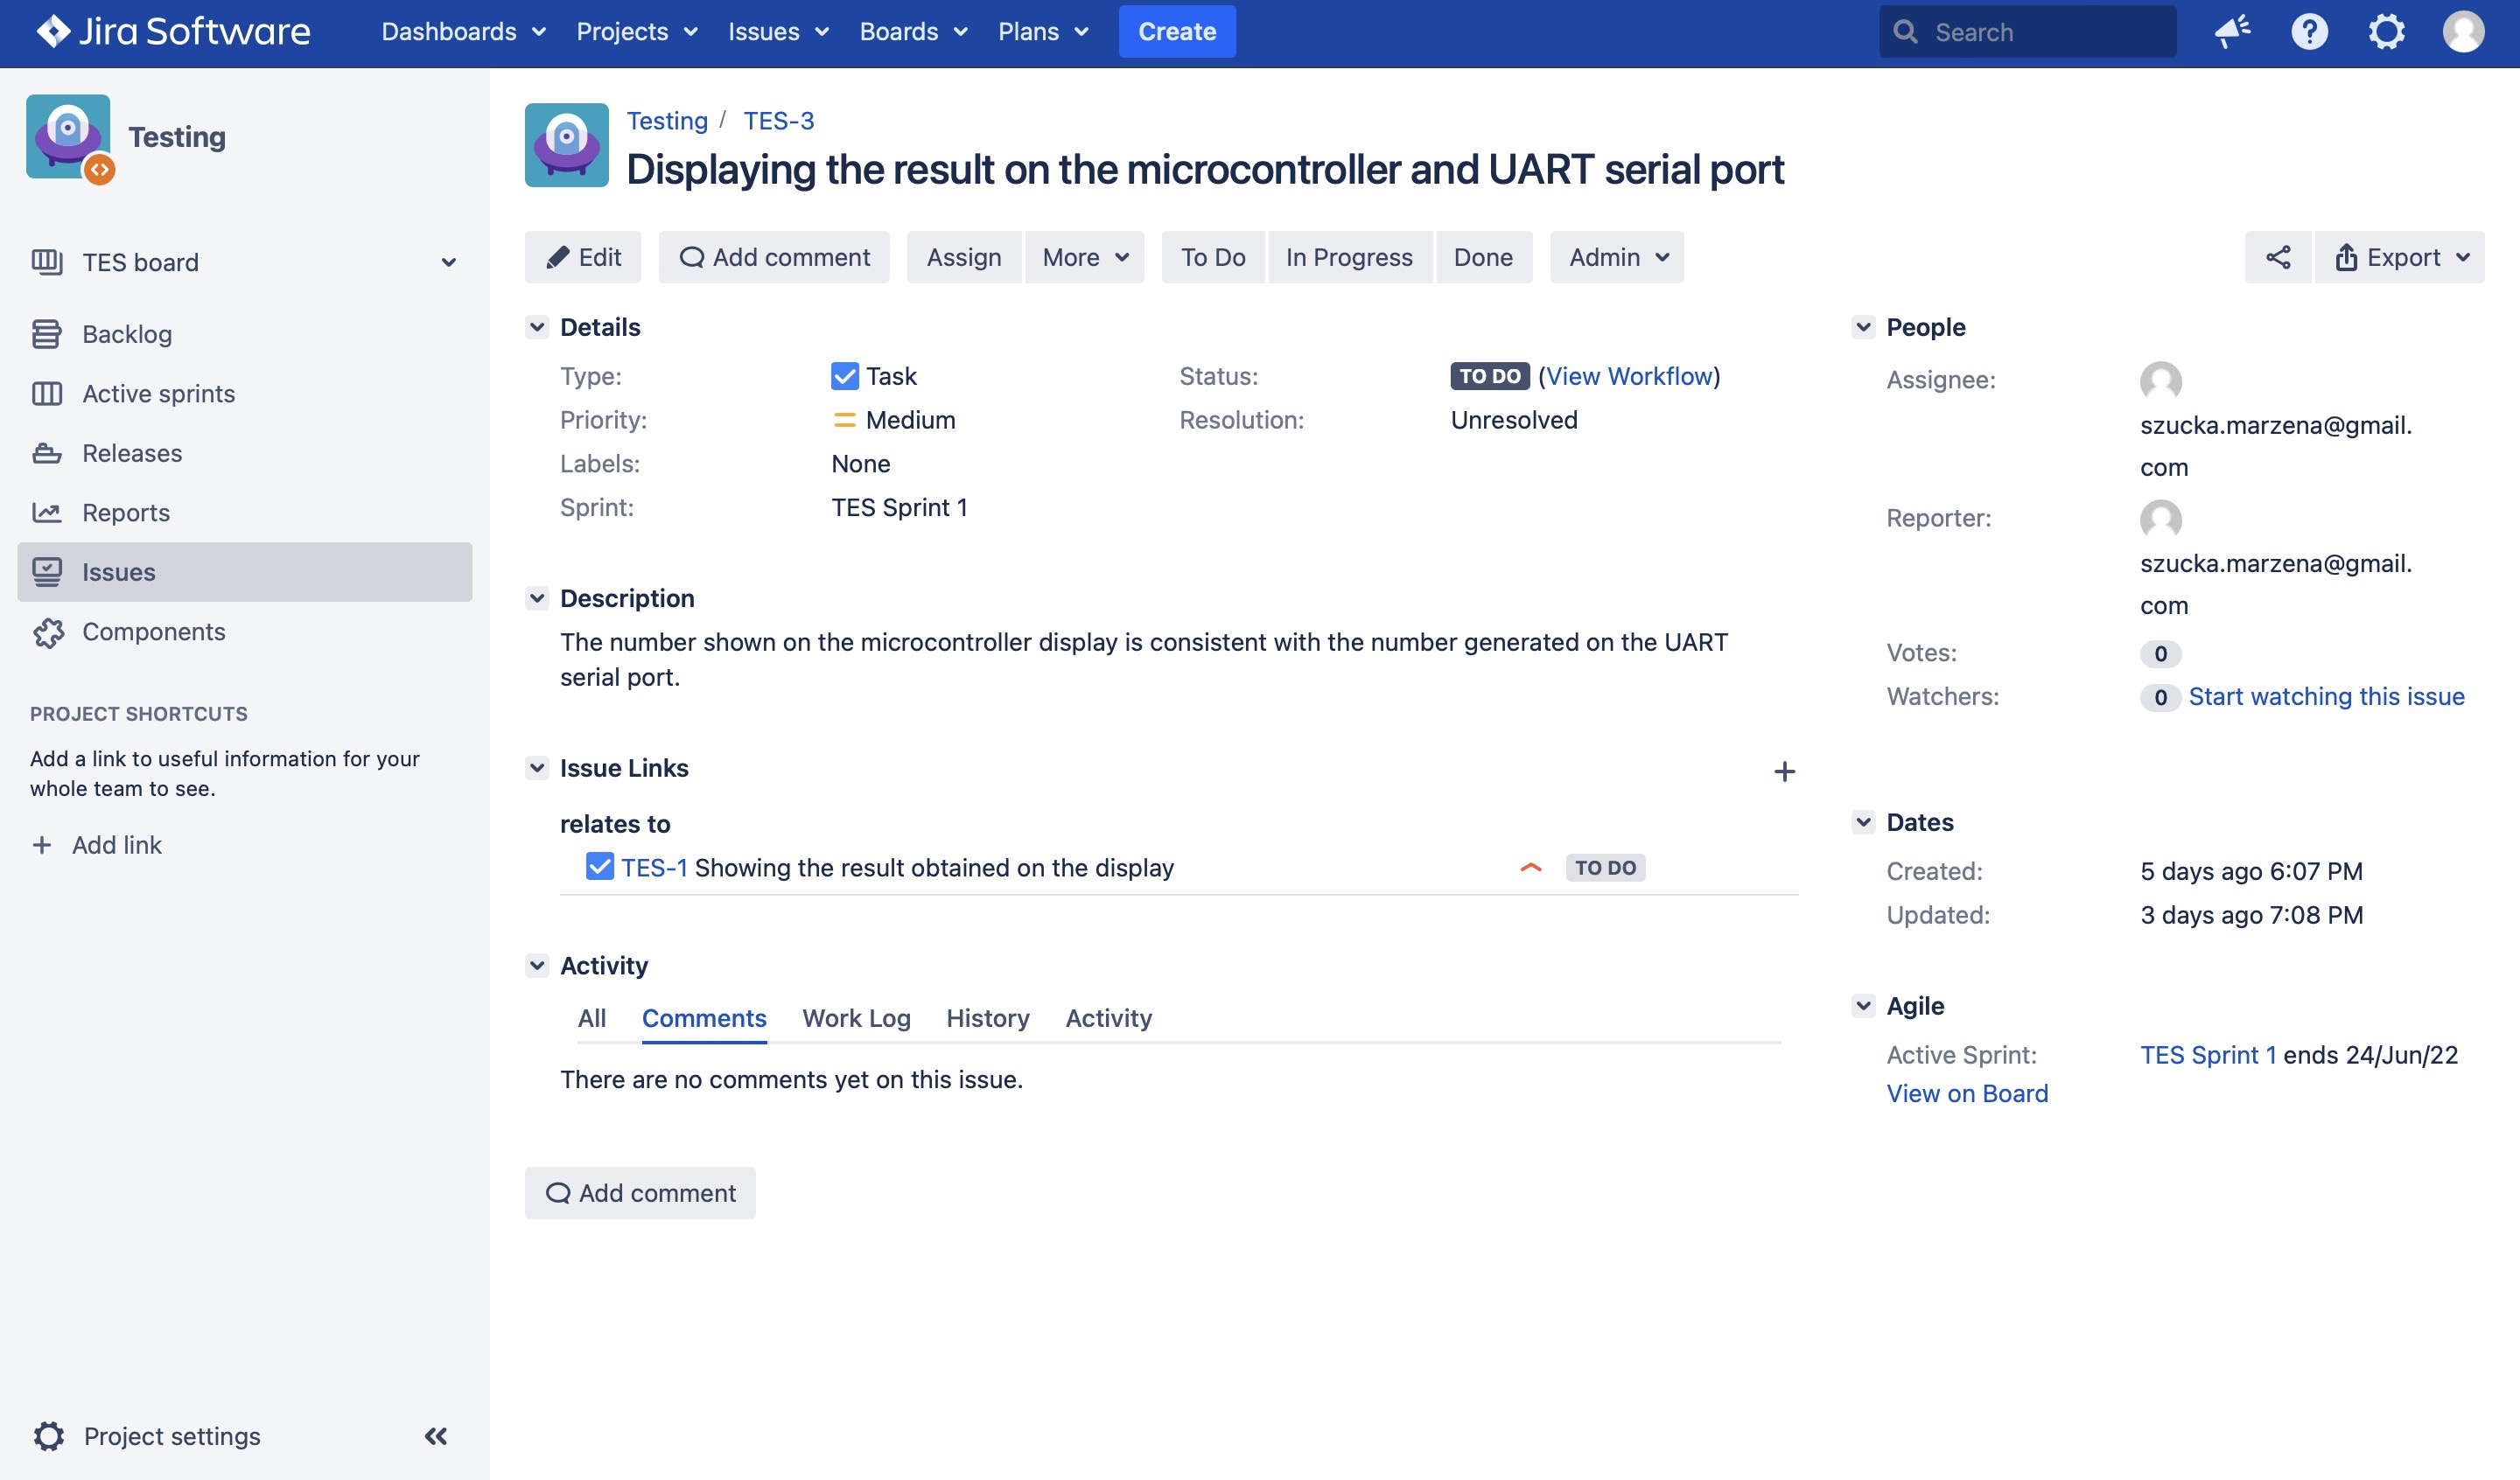 Jira Software Dashboards Projects Issues Boards Plans Create Search
Testing
TES board
Backlog
Active sprints
Releases
Reports
Issues
Components
PROJECT SHORTCUTS
Add a link to useful information for your
whole team to see.
Add link
Project settings
Testing / TES-3
Displaying the result on the microcontroller and UART serial port
Edit Add comment Assign More To Do In Progress Done Admin Export
Details
Type: Task Status: TO DO (View Workflow)
Priority: Medium Resolution: Unresolved
Labels: None
Sprint: TES Sprint 1
Description
The number shown on the microcontroller display is consistent with the number generated on the UART
serial port.
Issue Links
relates to
TES-1 Showing the result obtained on the display TO DO
Activity
All Comments Work Log History Activity
There are no comments yet on this issue.
Add comment
People
Assignee:
szucka.marzena@gmail.
com
Reporter:
szucka.marzena@gmail.
com
Votes: 0
Watchers: 0 Start watching this issue
Dates
Created: 5 days ago 6:07 PM
Updated: 3 days ago 7:08 PM
Agile
Active Sprint: TES Sprint 1 ends 24/Jun/22
View on Board